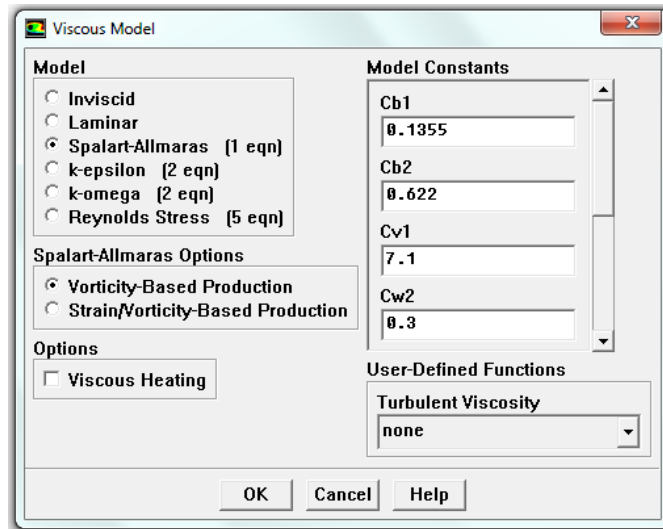 Viscous Model
Model
Inviscid
Laminar
Spalart-Allmaras (1 eqn)
k-epsilon (2 eqn)
k-omega (2 eqn)
Reynolds Stress (5 eqn)
Spalart-Allmaras Options
Vorticity-Based Production
Strain/Vorticity-Based Production
Options
Viscous Heating
Model Constants
Cb1
0.1355
Cb2
0.622
Cv1
7.1
Cw2
0.3
User-Defined Functions
Turbulent Viscosity
none
OK Cancel Help